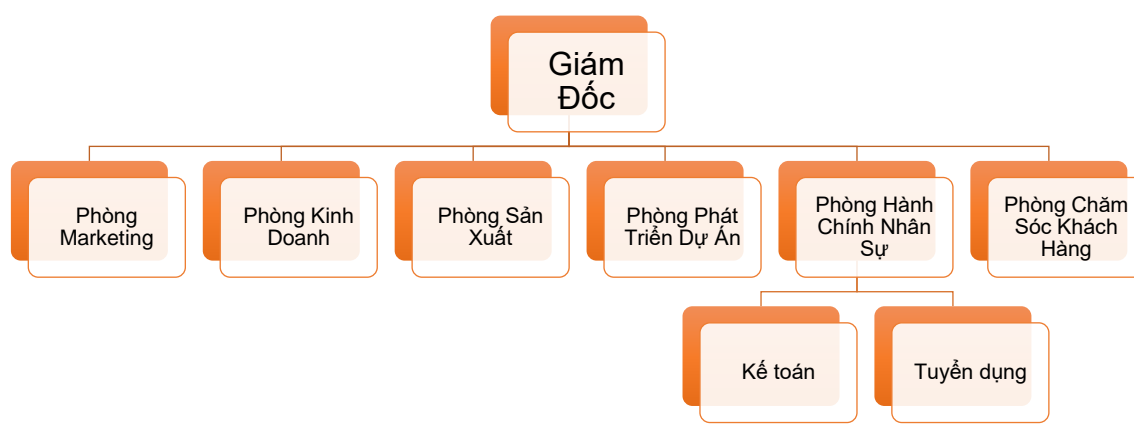 Giám
Đốc
Phòng
Marketing
Phòng Kinh
Doanh
Phòng Sản
Xuất
Phòng Phát
Triển Dự Án
Phòng Hành
Chính Nhân
Sự
Phòng Chăm
Sóc Khách
Hàng
Kế toán
Tuyển dụng